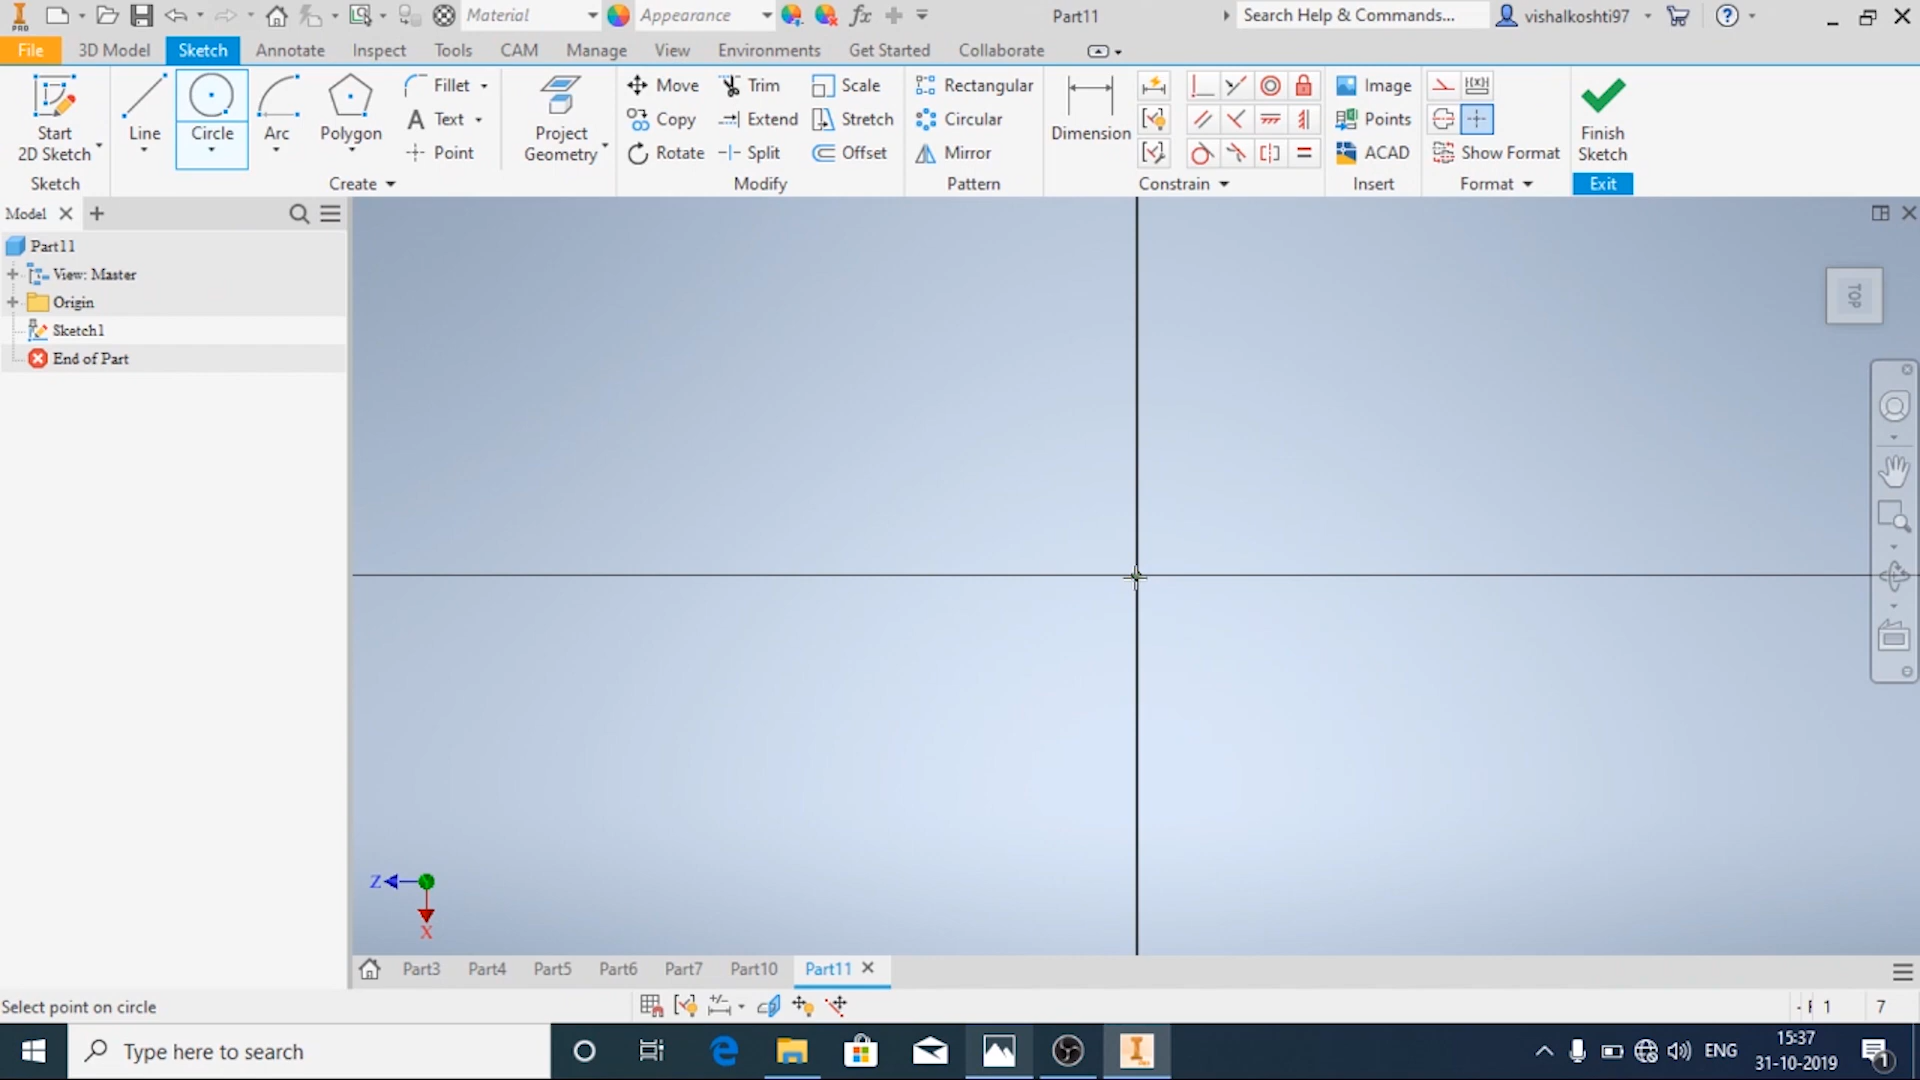 PRO
Material
Appearance
fx
Part11
Search Help & Commands...
vishalkoshti97
?
File
3D Model
Sketch
Annotate
Inspect
Tools
CAM
Manage
View
Environments
Get Started
Collaborate
Start
2D Sketch
Line
Circle
Arc
Polygon
Fillet
A Text
Point
Project
Geometry
Move
Copy
Rotate
Trim
Extend
Split
Scale
Stretch
Offset
Rectangular
Circular
Mirror
Dimension
Image
Points
ACAD
Show Format
Finish
Sketch
Sketch
Create
Modify
Pattern
Constrain
Insert
Format
Exit
Model
Part11
View: Master
Origin
Sketch1
End of Part
TOP
Z
X
Part3
Part4
Part5
Part6
Part7
Part10
Part11
Select point on circle
1
7
Type here to search
ENG
15:37
31-10-2019
1